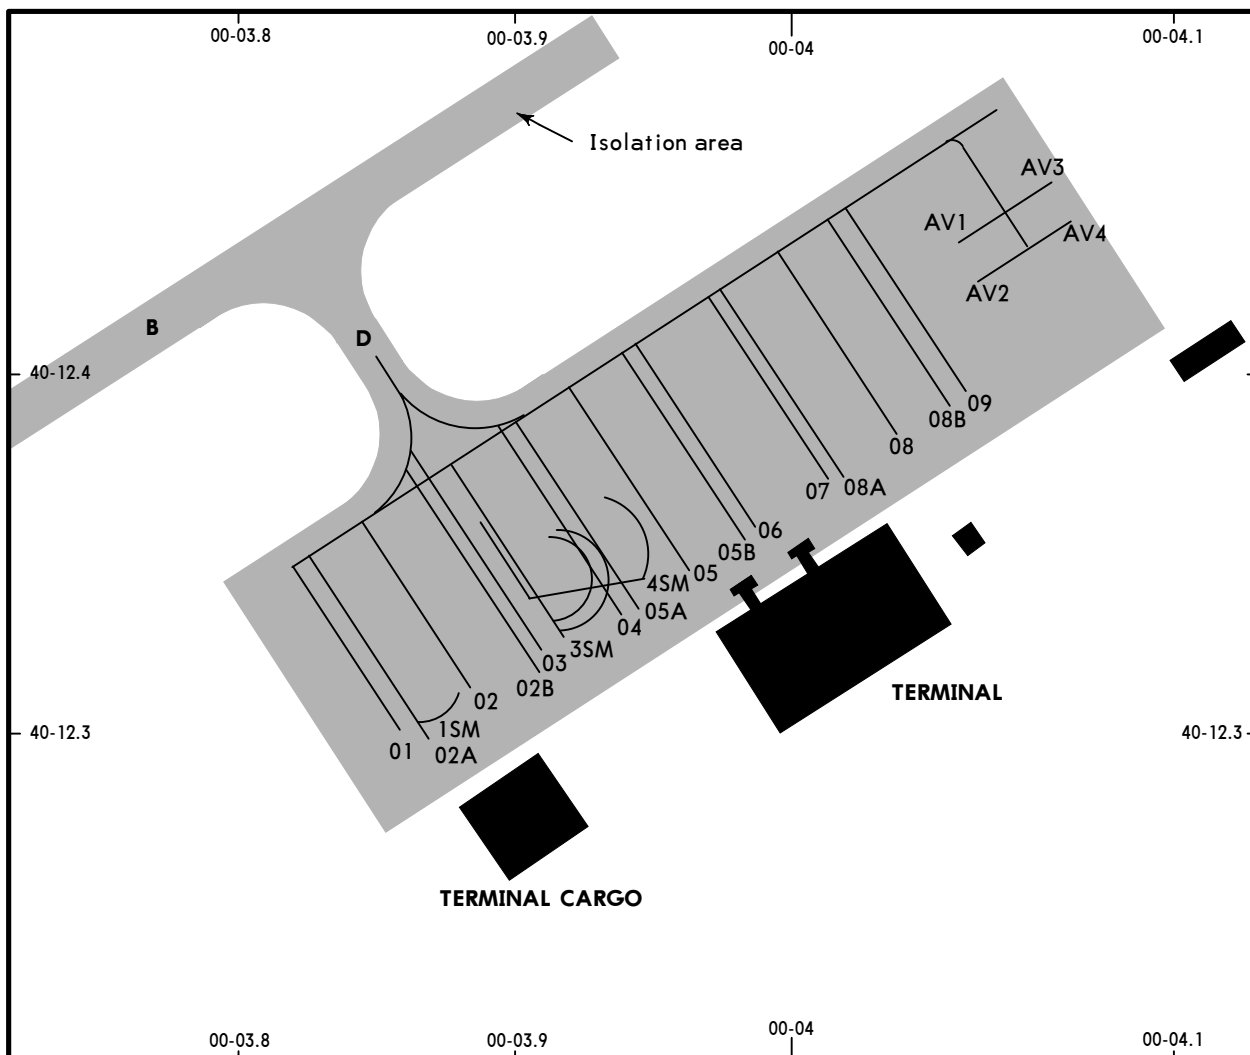 00-03.8
00-03.9
00-04
00-04.1
Isolation area
AV3
AV1
AV4
AV2
B
D
40-12.4
09
08B
08
08A
07
06
05B
05
4SM
05A
04
3SM
03
02B
02
1SM
01
02A
TERMINAL
40-12.3
40-12.3
TERMINAL CARGO
00-03.8
00-03.9
00-04
00-04.1